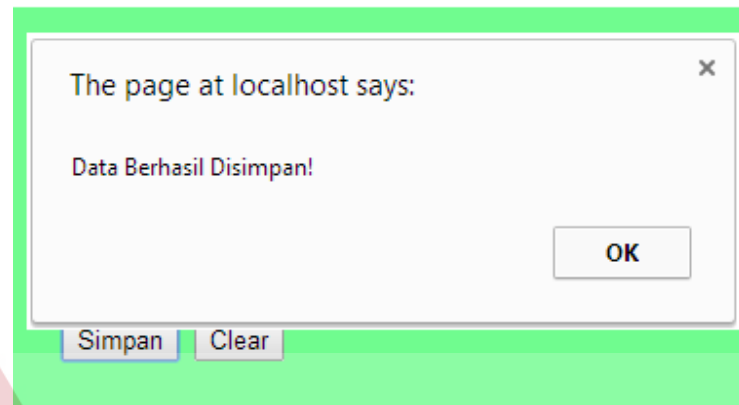 The page at localhost says:
Data Berhasil Disimpan!
OK
Simpan Clear